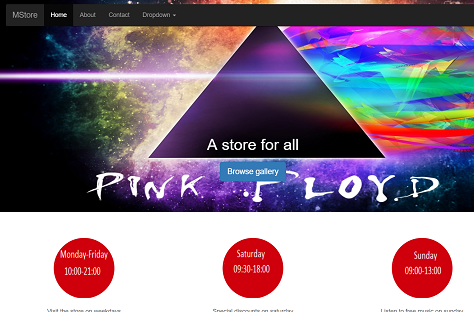 MStore Home About Contact Dropdown
A store for all
Browse gallery
PINK FLOYD
Monday-Friday
10:00-21:00
Saturday
09:30-18:00
Sunday
09:00-13:00
Visit the store on weekdays
Special discounts on saturday
Listen to free music on sunday